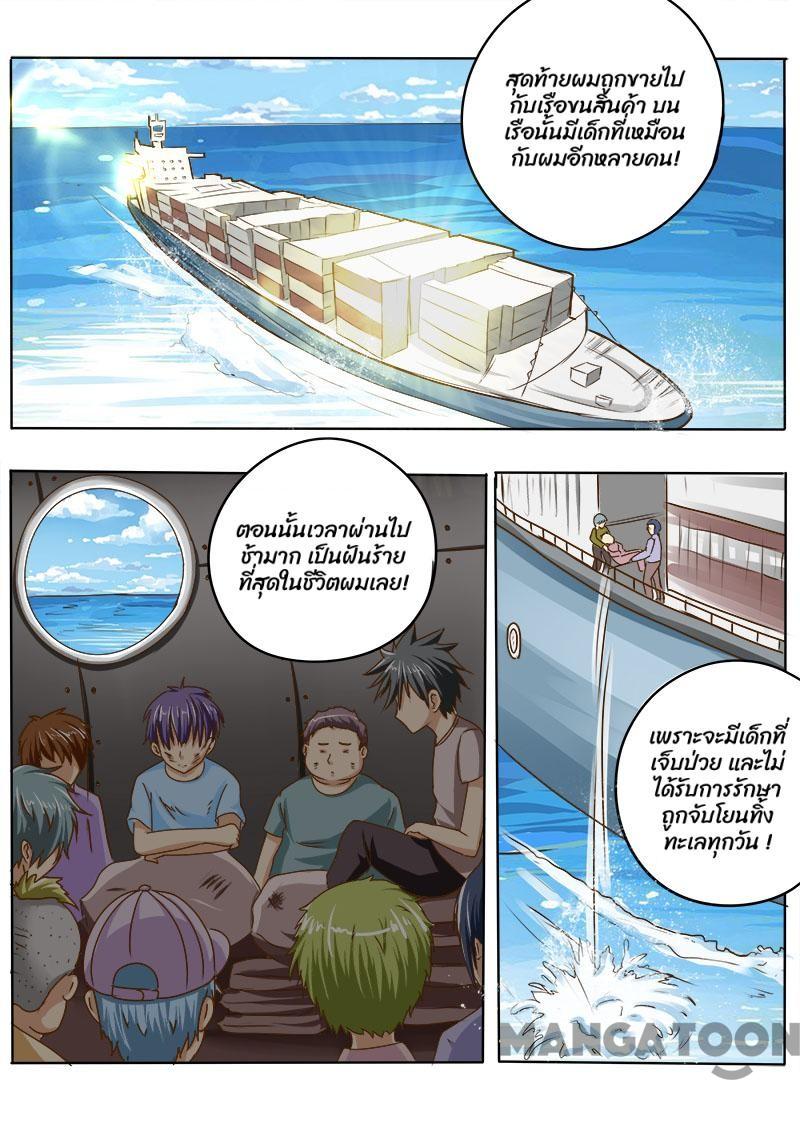 สุดท้ายผมถูกขายไป
กับเรือขนสินค้า บน
เรือนั้นมีเด็กที่เหมือน
กับผมอีกหลายคน!
ตอนนั้นเวลาผ่านไป
ช้ามาก เป็นฝันร้าย
ที่สุดในชีวิตผมเลย!
เพราะจะมีเด็กที่
เจ็บป่วย และไม่
ได้รับการรักษา
ถูกจับโยนทิ้ง
ทะเลทุกวัน !
MANGATOON